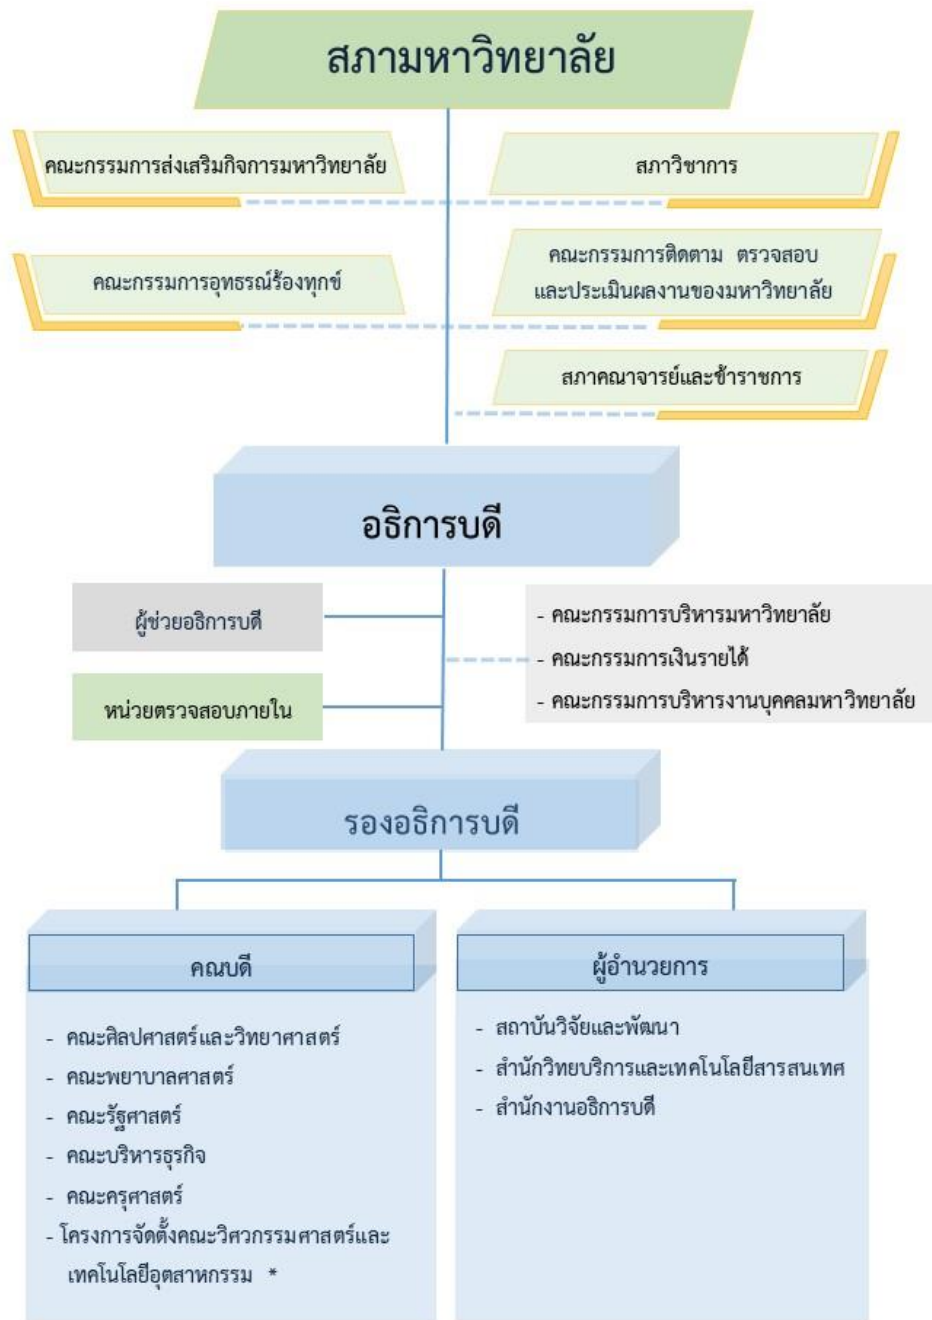 สภามหาวิทยาลัย
คณะกรรมการส่งเสริมกิจการมหาวิทยาลัย
สภาวิชาการ
คณะกรรมการอุทธรณ์ร้องทุกข์
คณะกรรมการติดตาม ตรวจสอบ
และประเมินผลงานของมหาวิทยาลัย
สภาคณาจารย์และข้าราชการ
อธิการบดี
ผู้ช่วยอธิการบดี
หน่วยตรวจสอบภายใน
- คณะกรรมการบริหารมหาวิทยาลัย
- คณะกรรมการเงินรายได้
- คณะกรรมการบริหารงานบุคคลมหาวิทยาลัย
รองอธิการบดี
คณบดี
- คณะศิลปศาสตร์และวิทยาศาสตร์
- คณะพยาบาลศาสตร์
- คณะรัฐศาสตร์
- คณะบริหารธุรกิจ
- คณะครุศาสตร์
- โครงการจัดตั้งคณะวิศวกรรมศาสตร์และ
เทคโนโลยีอุตสาหกรรม *
ผู้อำนวยการ
- สถาบันวิจัยและพัฒนา
- สำนักวิทยบริการและเทคโนโลยีสารสนเทศ
- สำนักงานอธิการบดี